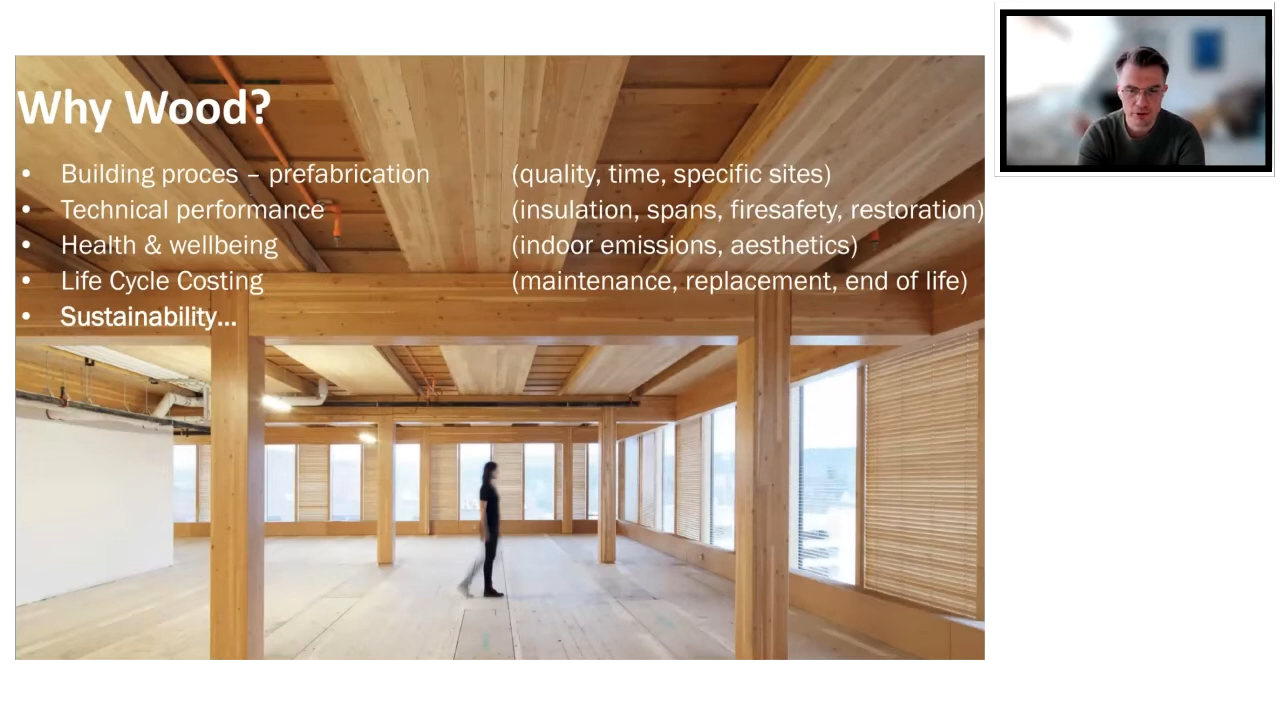 Why Wood?
• Building proces – prefabrication (quality, time, specific sites)
• Technical performance (insulation, spans, firesafety, restoration)
• Health & wellbeing (indoor emissions, aesthetics)
• Life Cycle Costing (maintenance, replacement, end of life)
• Sustainability...